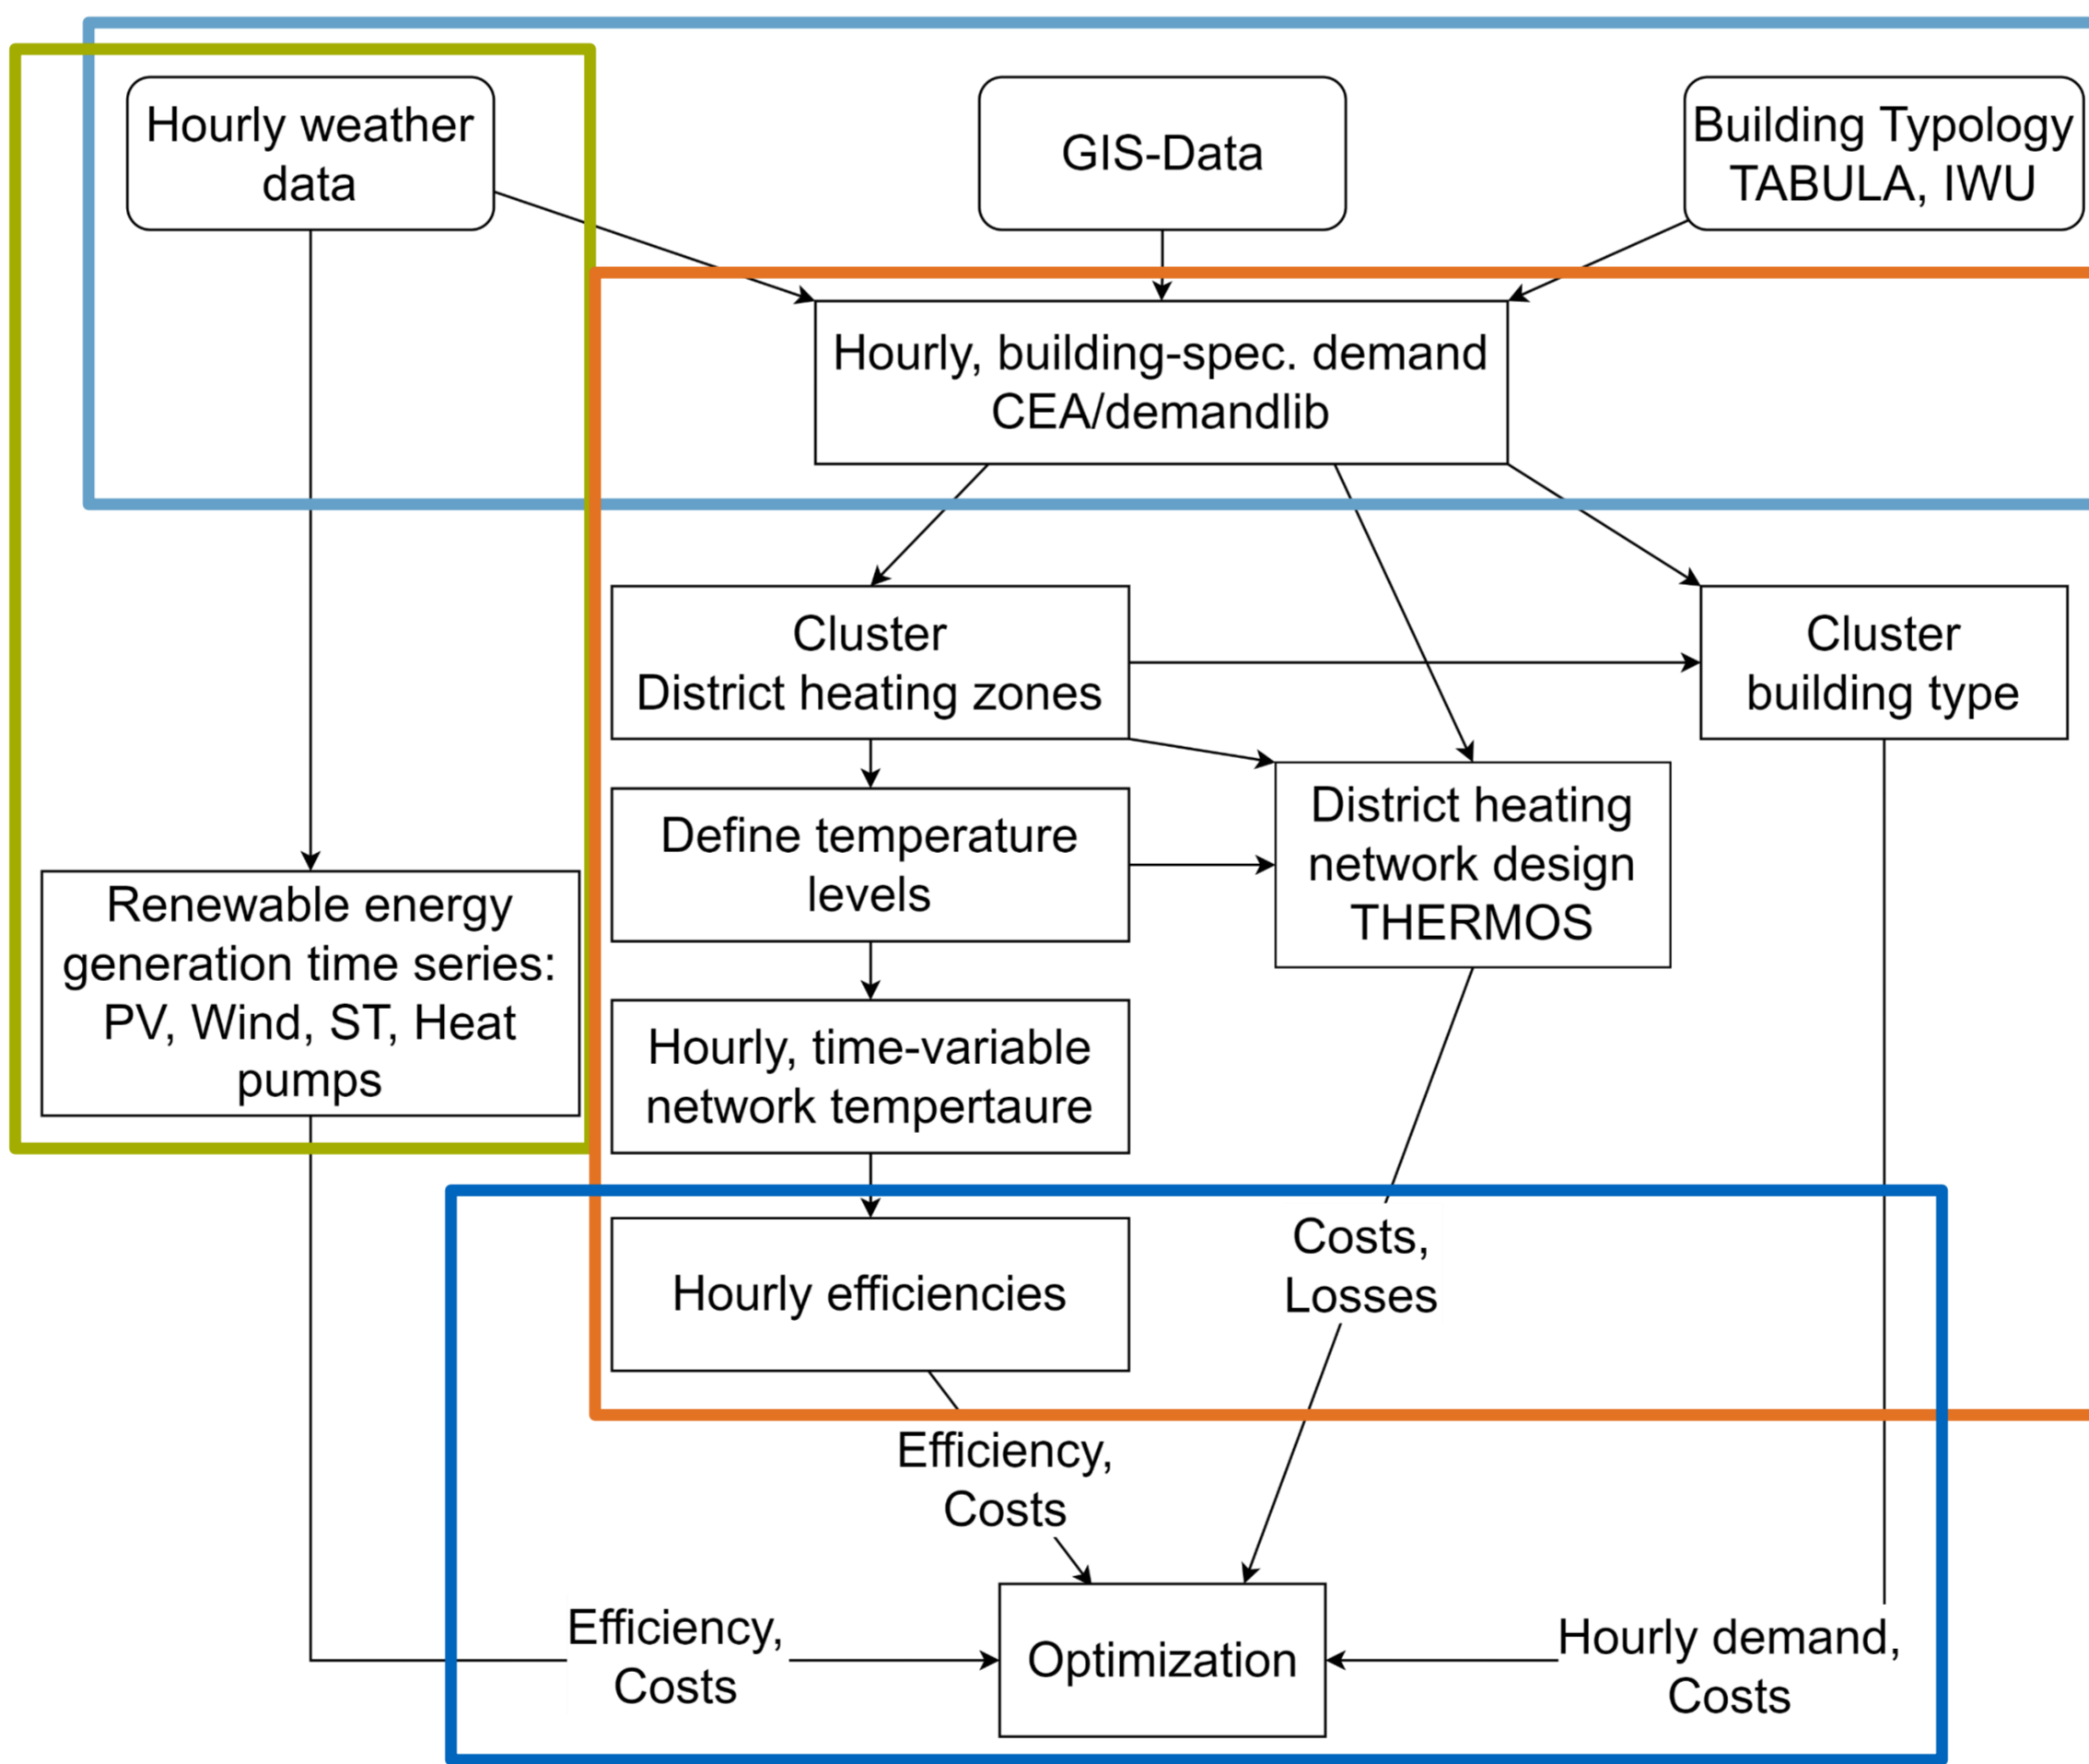 Hourly weather
data
GIS-Data
Building Typology
TABULA, IWU
Hourly, building-spec. demand
CEA/demandlib
Cluster
District heating zones
Cluster
building type
Define temperature
levels
District heating
network design
THERMOS
Renewable energy
generation time series:
PV, Wind, ST, Heat
pumps
Hourly, time-variable
network tempertaure
Hourly efficiencies
Costs,
Losses
Efficiency,
Costs
Efficiency,
Costs
Optimization
Hourly demand,
Costs